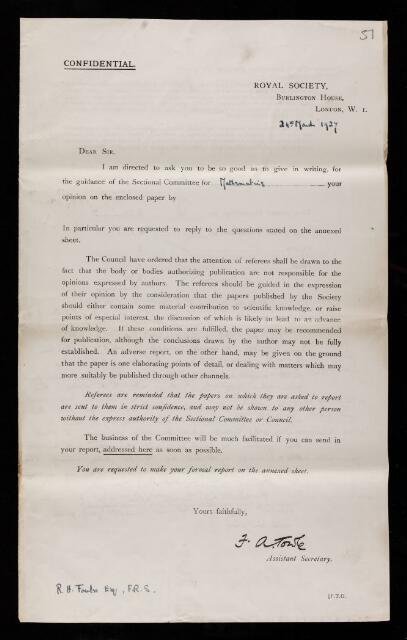 51
CONFIDENTIAL.
ROYAL SOCIETY,
BURLINGTON HOUSE,
LONDON, W. 1.
24th March 1927
DEAR SIR,
I am directed to ask you to be so good as to give in writing, for
the guidance of the Sectional Committee for Mathematics your
opinion on the enclosed paper by
In particular you are requested to reply to the questions stated on the annexed
sheet.
The Council have ordered that the attention of referees shall be drawn to the
fact that the body or bodies authorizing publication are not responsible for the
opinions expressed by authors. The referees should be guided in the expression
of their opinion by the consideration that the papers published by the Society
should either contain some material contribution to scientific knowledge, or raise
points of especial interest, the discussion of which is likely to lead to an advance
of knowledge. If these conditions are fulfilled, the paper may be recommended
for publication, although the conclusions drawn by the author may not be fully
established. An adverse report, on the other hand, may be given on the ground
that the paper is one elaborating points of detail, or dealing with matters which may
more suitably be published through other channels.
Referees are reminded that the papers on which they are asked to report
are sent to them in strict confidence, and may not be shown to any other person
without the express authority of the Sectional Committee or Council.
The business of the Committee will be much facilitated if you can send in
your report, addressed here as soon as possible.
You are requested to make your formal report on the annexed sheet.
Yours faithfully,
F. A. Towle
Assistant Secretary.
R. H. Fowler Esq., F.R.S.
[P.T.O.